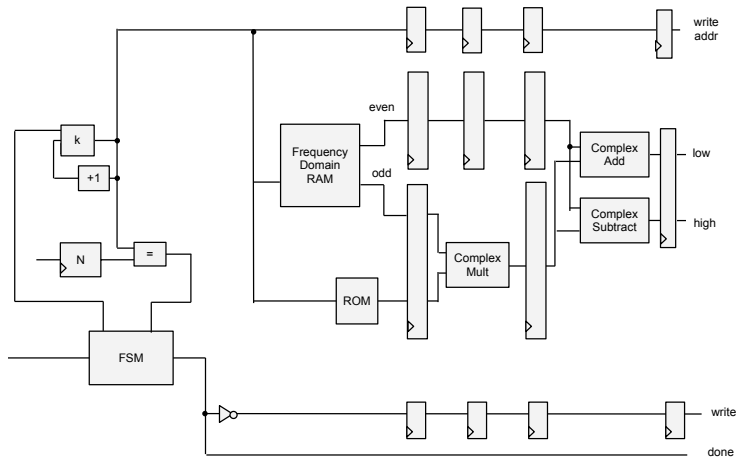 write
addr
even
k
Frequency
Domain
RAM
Complex
Add
low
odd
+1
Complex
Subtract
high
N
=
Complex
Mult
ROM
FSM
write
done